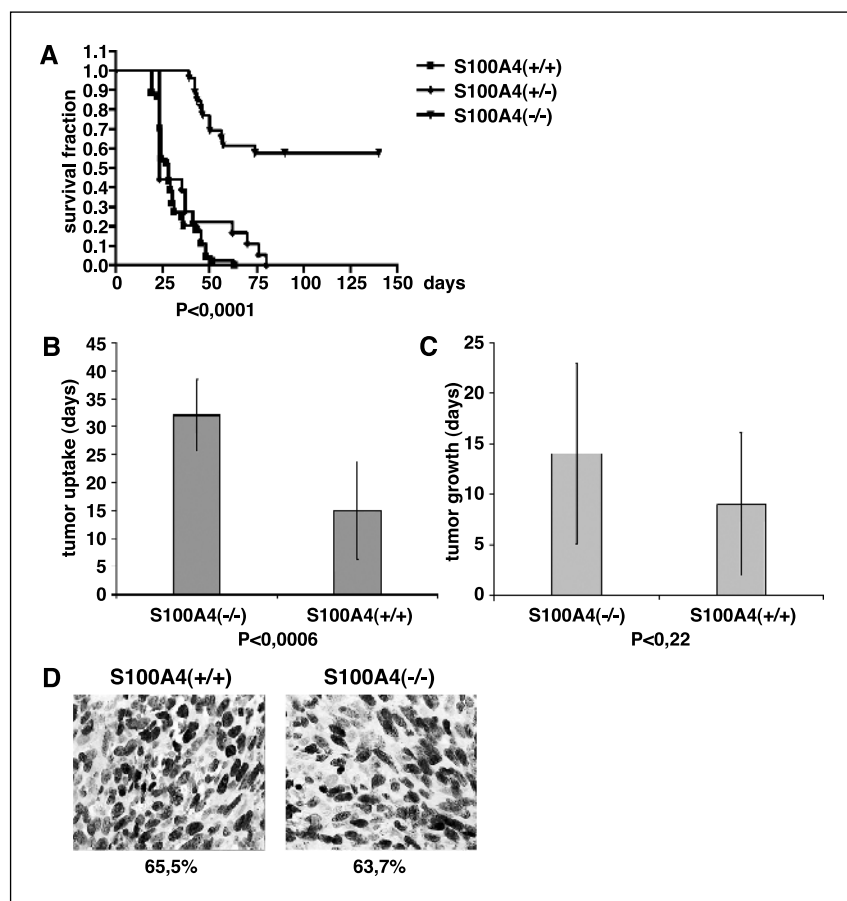 A
1.1
1.0
0.9
0.8
0.7
0.6
0.5
0.4
0.3
0.2
0.1
0.0
survival fraction
0 25 50 75 100 125 150 days
P<0,0001
S100A4(+/+)
S100A4(+/-)
S100A4(-/-)
B
45
40
35
30
25
20
15
10
5
0
tumor uptake (days)
S100A4(-/-) S100A4(+/+)
P<0,0006
C
25
20
15
10
5
0
tumor growth (days)
S100A4(-/-) S100A4(+/+)
P<0,22
D
S100A4(+/+) S100A4(-/-)
65,5% 63,7%